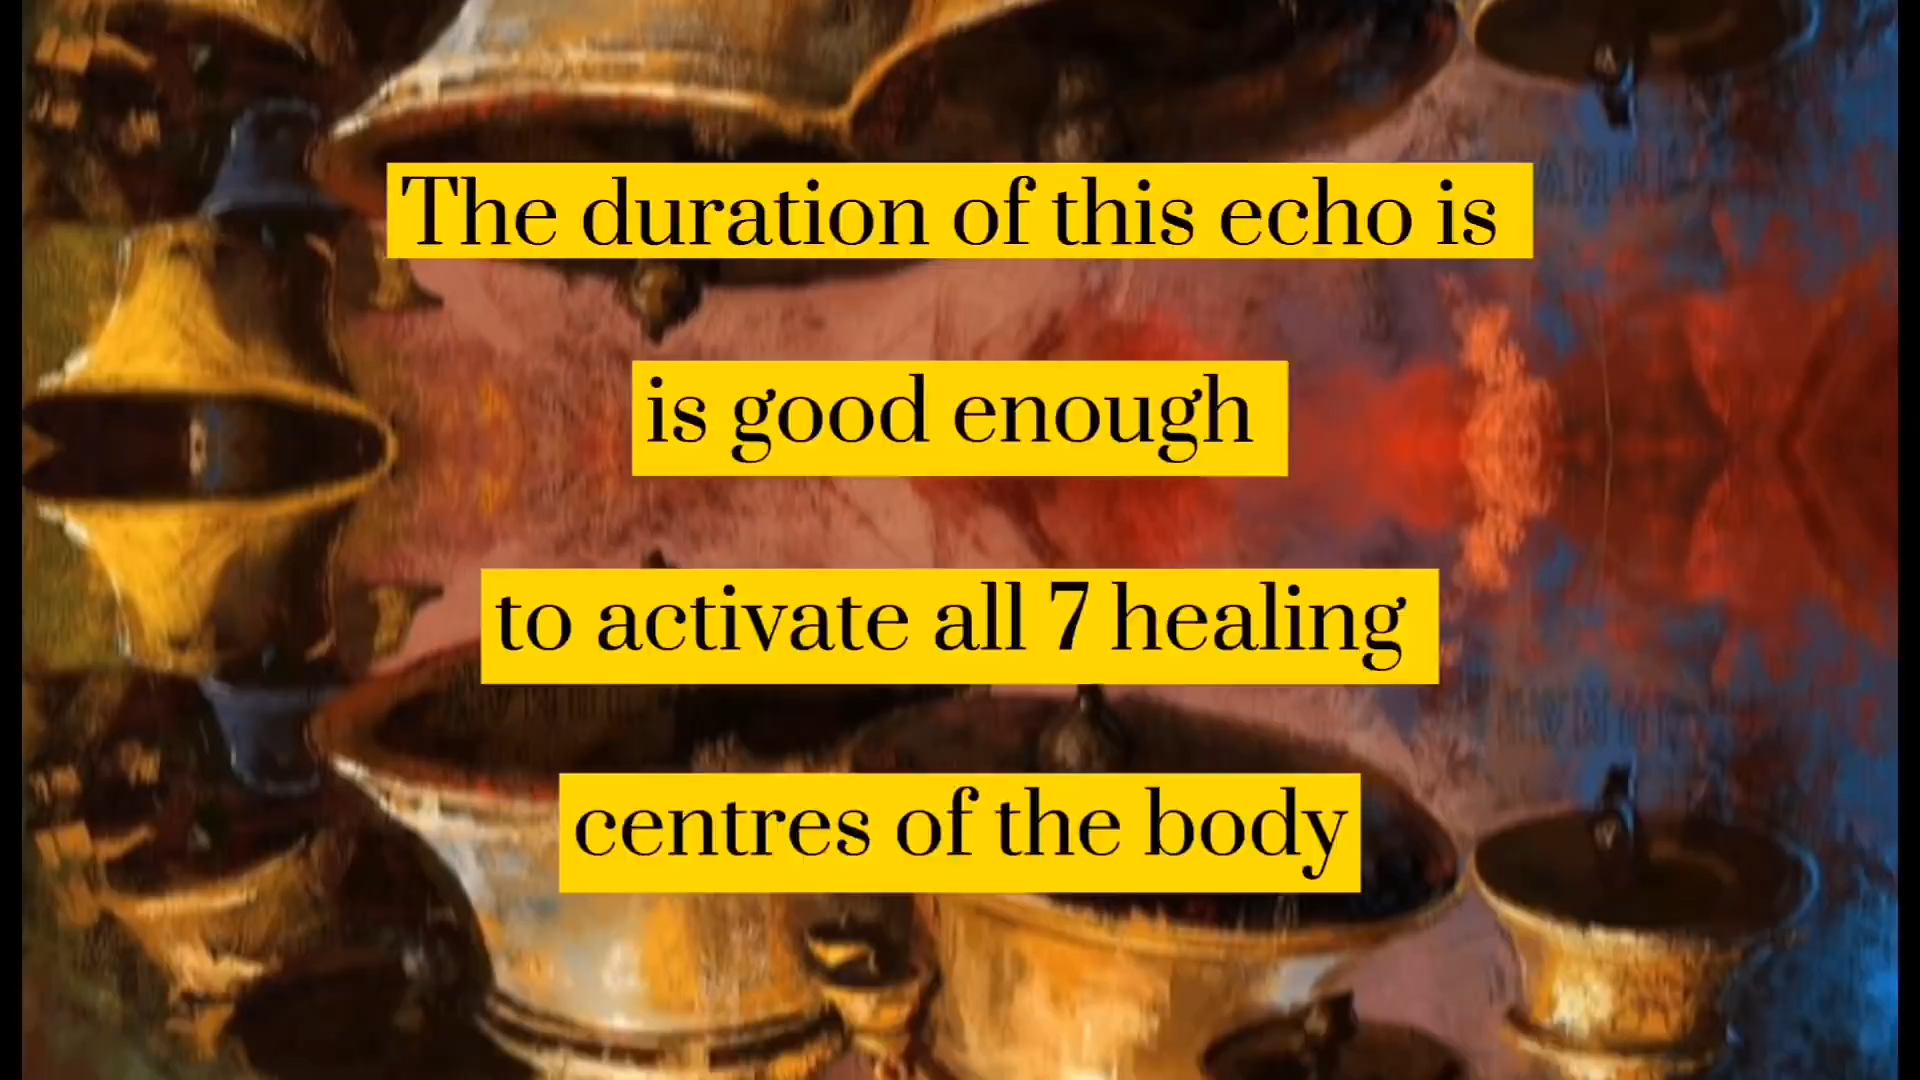 The duration of this echo is
is good enough
to activate all 7 healing
centres of the body